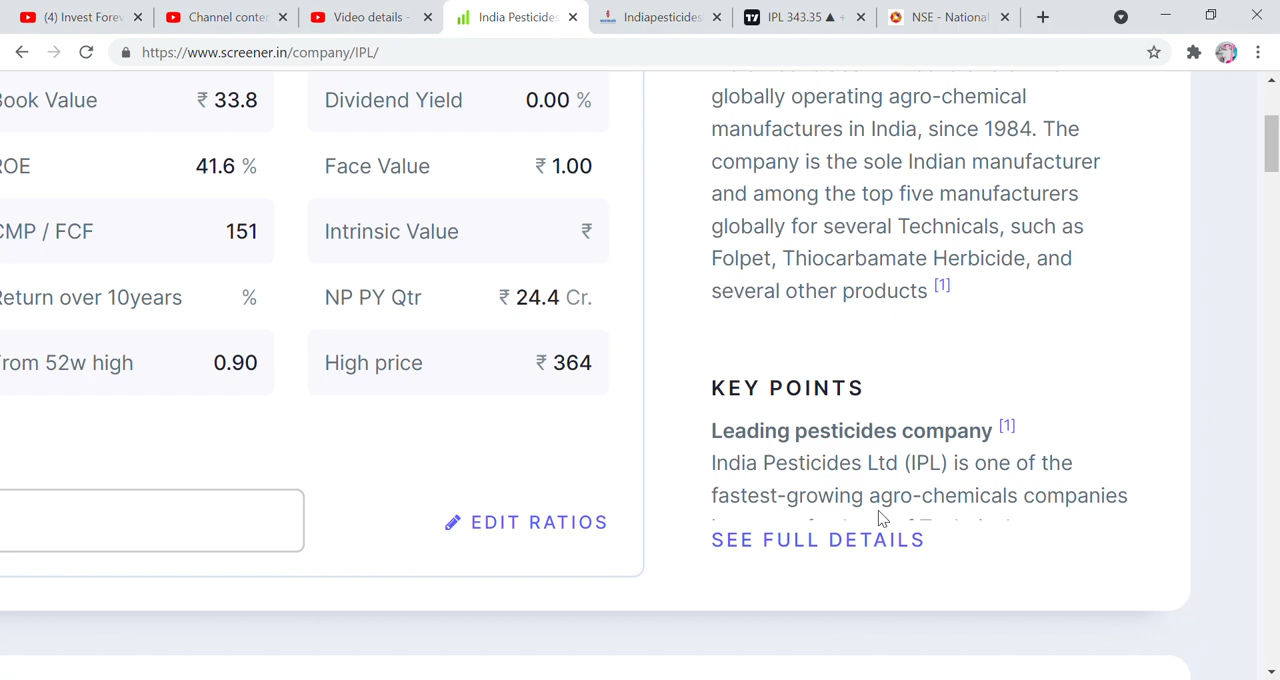 (4) Invest Forev
Channel conter
Video details -
India Pesticides
Indiapesticides
IPL 343.35 ▲ +
NSE - National
https://www.screener.in/company/IPL/
Book Value ₹ 33.8
Dividend Yield 0.00 %
ROE 41.6 %
Face Value ₹ 1.00
CMP / FCF 151
Intrinsic Value ₹
Return over 10years %
NP PY Qtr ₹ 24.4 Cr.
From 52w high 0.90
High price ₹ 364
EDIT RATIOS
globally operating agro-chemical
manufactures in India, since 1984. The
company is the sole Indian manufacturer
and among the top five manufacturers
globally for several Technicals, such as
Folpet, Thiocarbamate Herbicide, and
several other products [1]
KEY POINTS
Leading pesticides company [1]
India Pesticides Ltd (IPL) is one of the
fastest-growing agro-chemicals companies
SEE FULL DETAILS